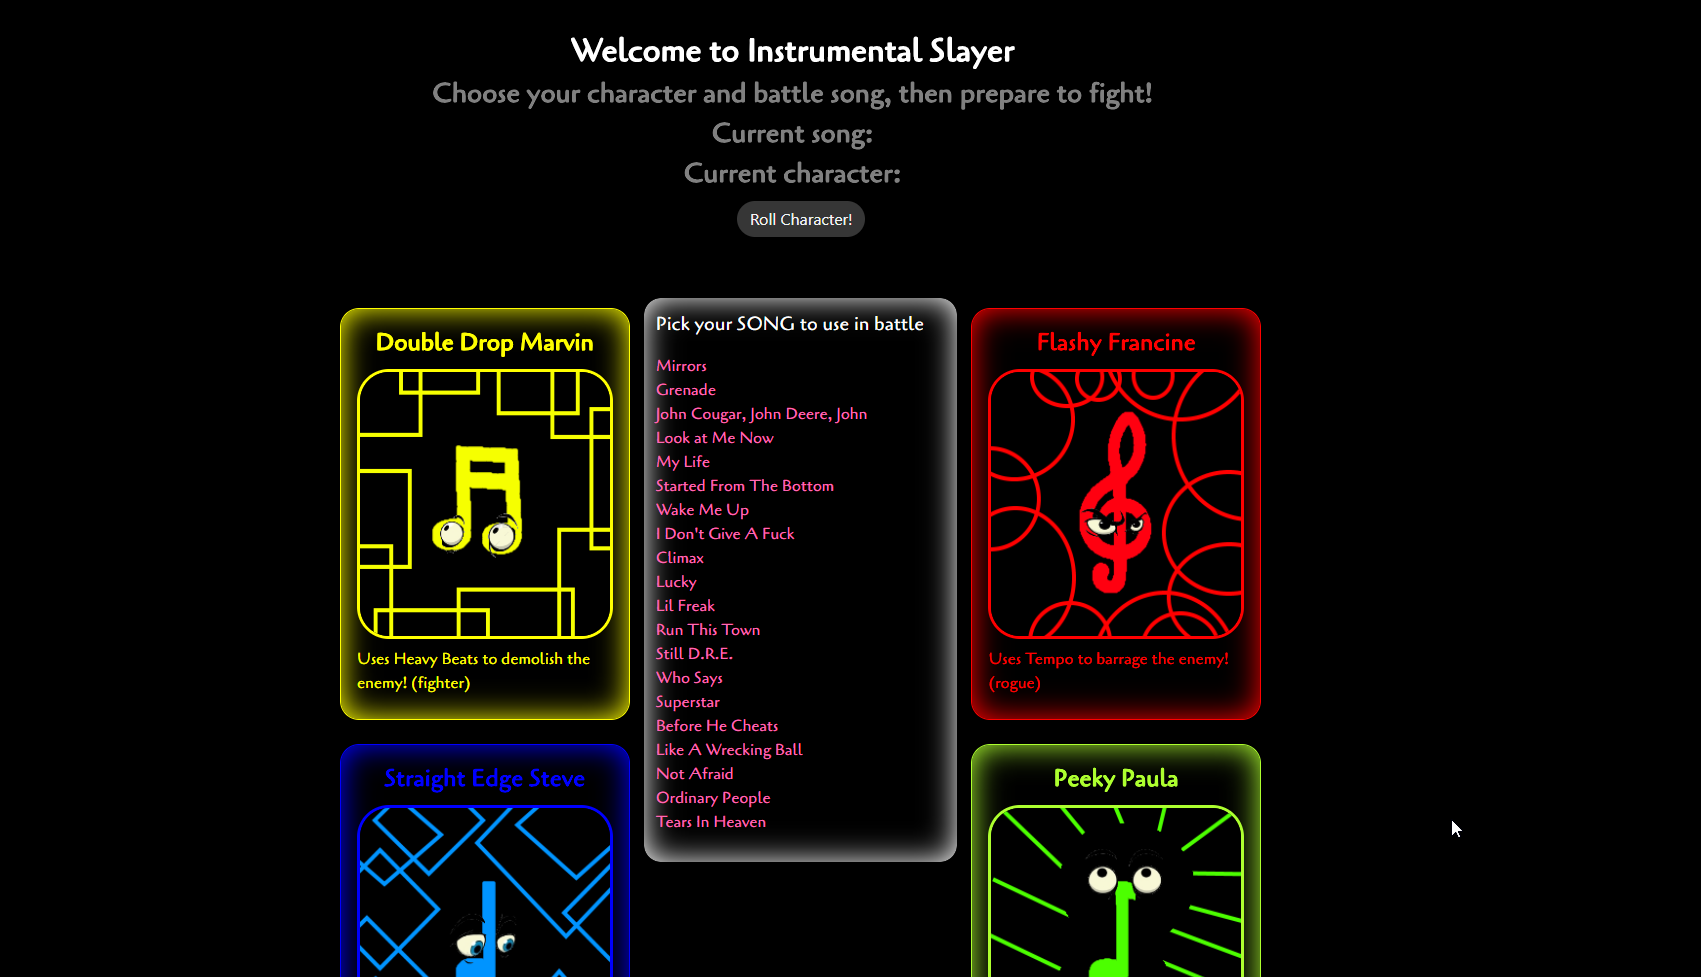 Welcome to Instrumental Slayer
Choose your character and battle song, then prepare to fight!
Current song:
Current character:
Roll Character!
Double Drop Marvin
Uses Heavy Beats to demolish the
enemy! (fighter)
Straight Edge Steve
Pick your SONG to use in battle
Mirrors
Grenade
John Cougar, John Deere, John
Look at Me Now
My Life
Started From The Bottom
Wake Me Up
I Don't Give A Fuck
Climax
Lucky
Lil Freak
Run This Town
Still D.R.E.
Who Says
Superstar
Before He Cheats
Like A Wrecking Ball
Not Afraid
Ordinary People
Tears In Heaven
Flashy Francine
Uses Tempo to barrage the enemy!
(rogue)
Peeky Paula